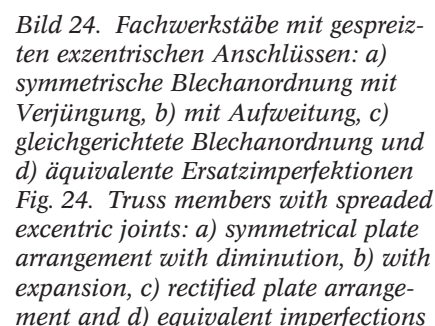 Bild 24. Fachwerkstäbe mit gespreiz-
ten exzentrischen Anschlüssen: a)
symmetrische Blechanordnung mit
Verjüngung, b) mit Aufweitung, c)
gleichgerichtete Blechanordnung und
d) äquivalente Ersatzimperfektionen
Fig. 24. Truss members with spreaded
excentric joints: a) symmetrical plate
arrangement with diminution, b) with
expansion, c) rectified plate arrange-
ment and d) equivalent imperfections